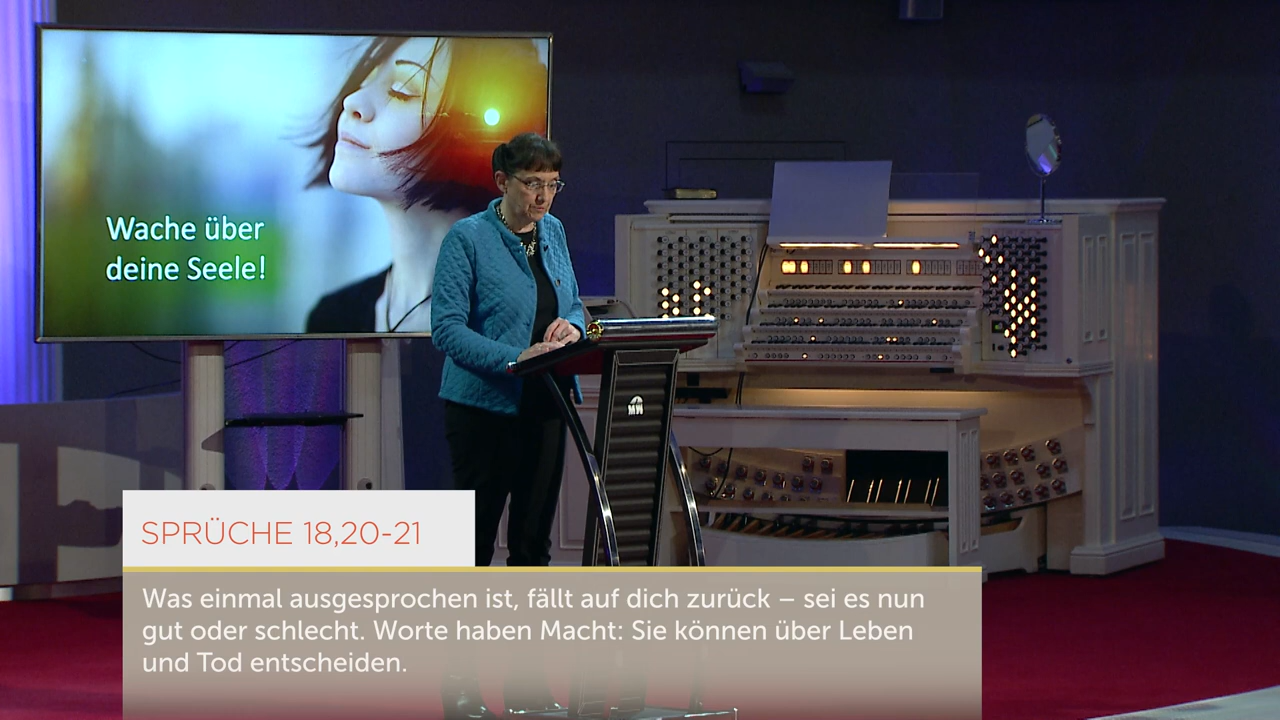 Wache über
deine Seele!
MW
SPRÜCHE 18,20-21
Was einmal ausgesprochen ist, fällt auf dich zurück – sei es nun
gut oder schlecht. Worte haben Macht: Sie können über Leben
und Tod entscheiden.